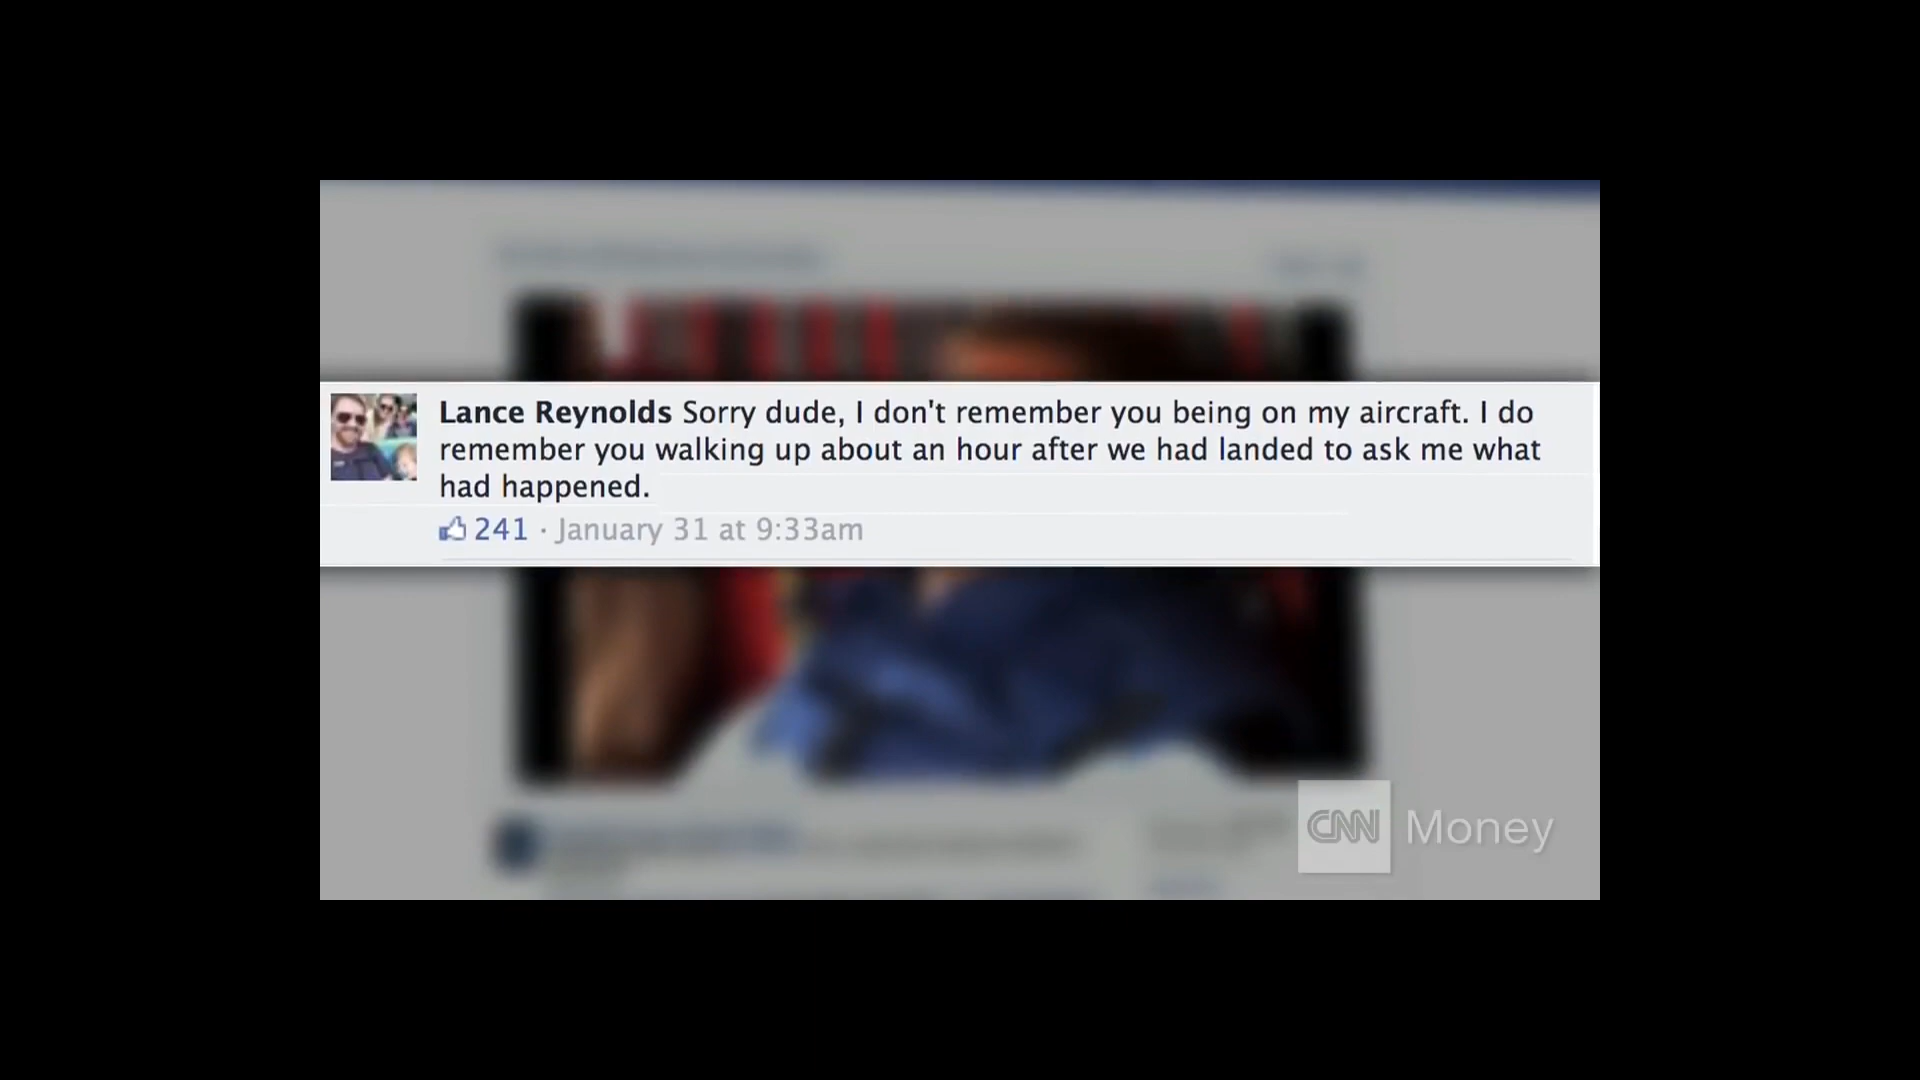 Lance Reynolds Sorry dude, I don't remember you being on my aircraft. I do
remember you walking up about an hour after we had landed to ask me what
had happened.
241 · January 31 at 9:33am
CNN Money